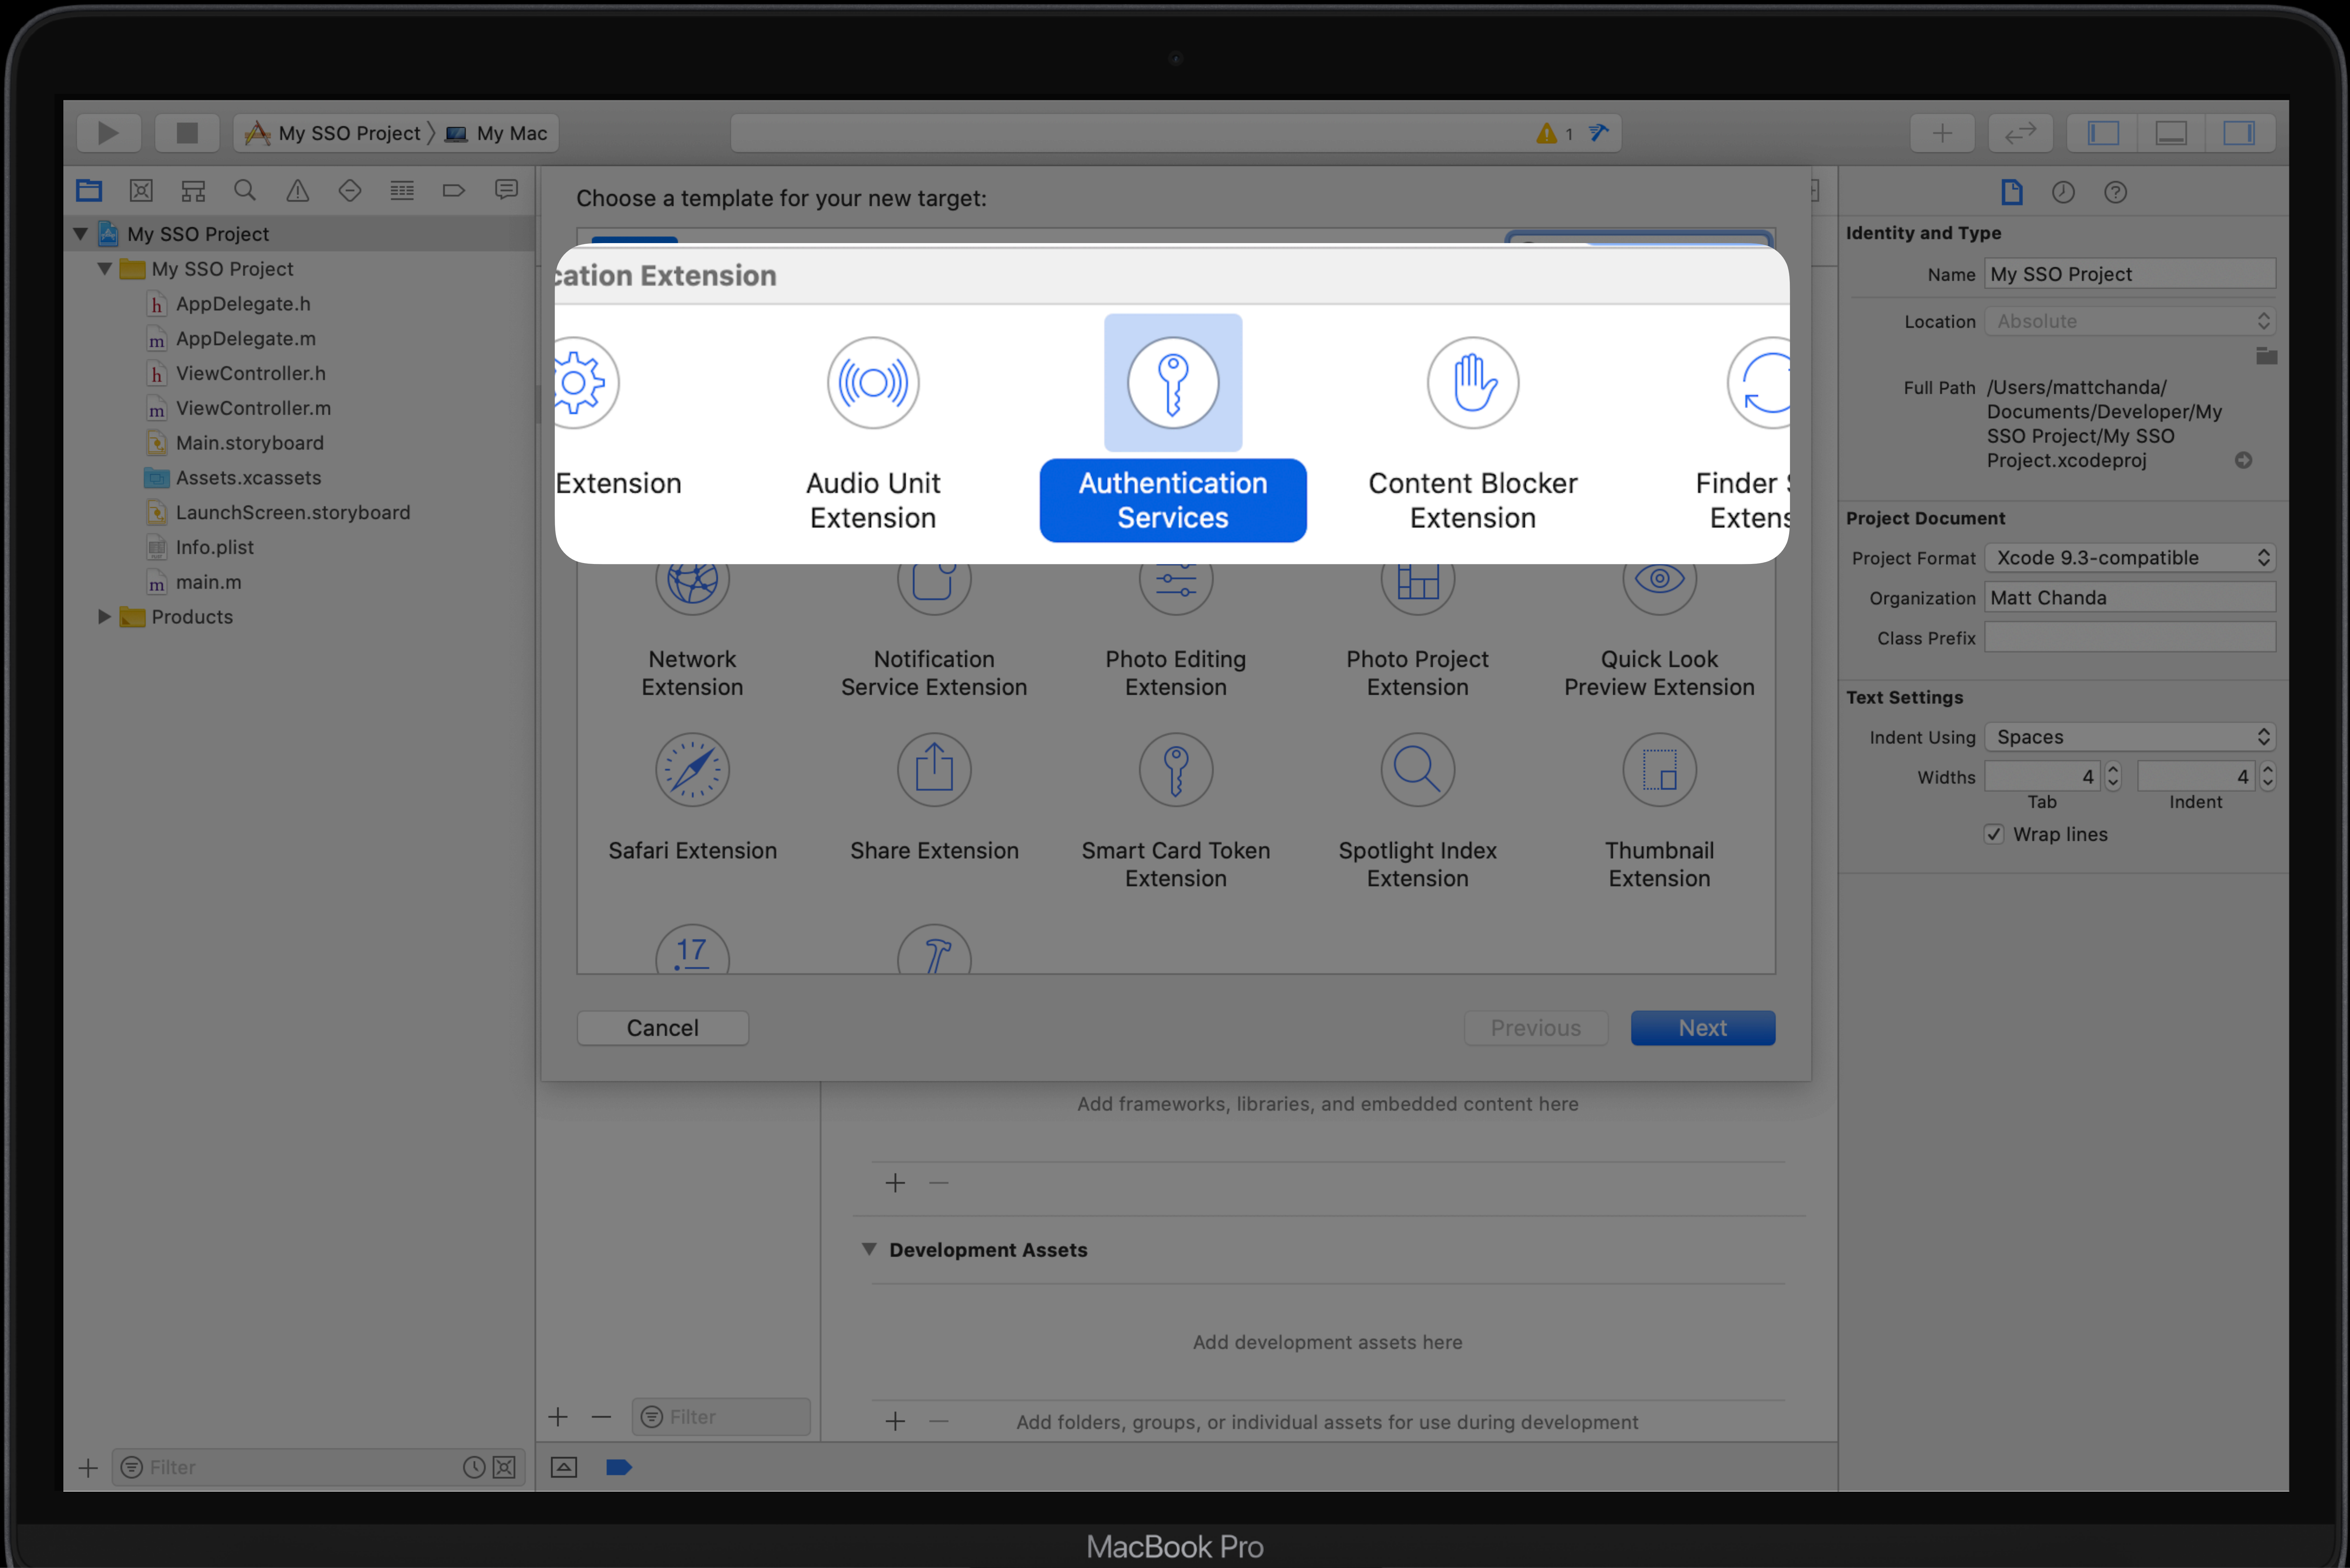 My SSO Project
My Mac
1
My SSO Project
My SSO Project
AppDelegate.h
AppDelegate.m
ViewController.h
ViewController.m
Main.storyboard
Assets.xcassets
LaunchScreen.storyboard
Info.plist
main.m
Products
Filter
Choose a template for your new target:
cation Extension
Extension
Audio Unit
Extension
Authentication
Services
Content Blocker
Extension
Finder
Extens
Network
Extension
Notification
Service Extension
Photo Editing
Extension
Photo Project
Extension
Quick Look
Preview Extension
Safari Extension
Share Extension
Smart Card Token
Extension
Spotlight Index
Extension
Thumbnail
Extension
17
Cancel
Previous
Next
Add frameworks, libraries, and embedded content here
Development Assets
Add development assets here
Filter
Add folders, groups, or individual assets for use during development
Identity and Type
Name My SSO Project
Location Absolute
Full Path /Users/mattchanda/
Documents/Developer/My
SSO Project/My SSO
Project.xcodeproj
Project Document
Project Format Xcode 9.3-compatible
Organization Matt Chanda
Class Prefix
Text Settings
Indent Using Spaces
Widths 4 4
Tab Indent
Wrap lines
MacBook Pro